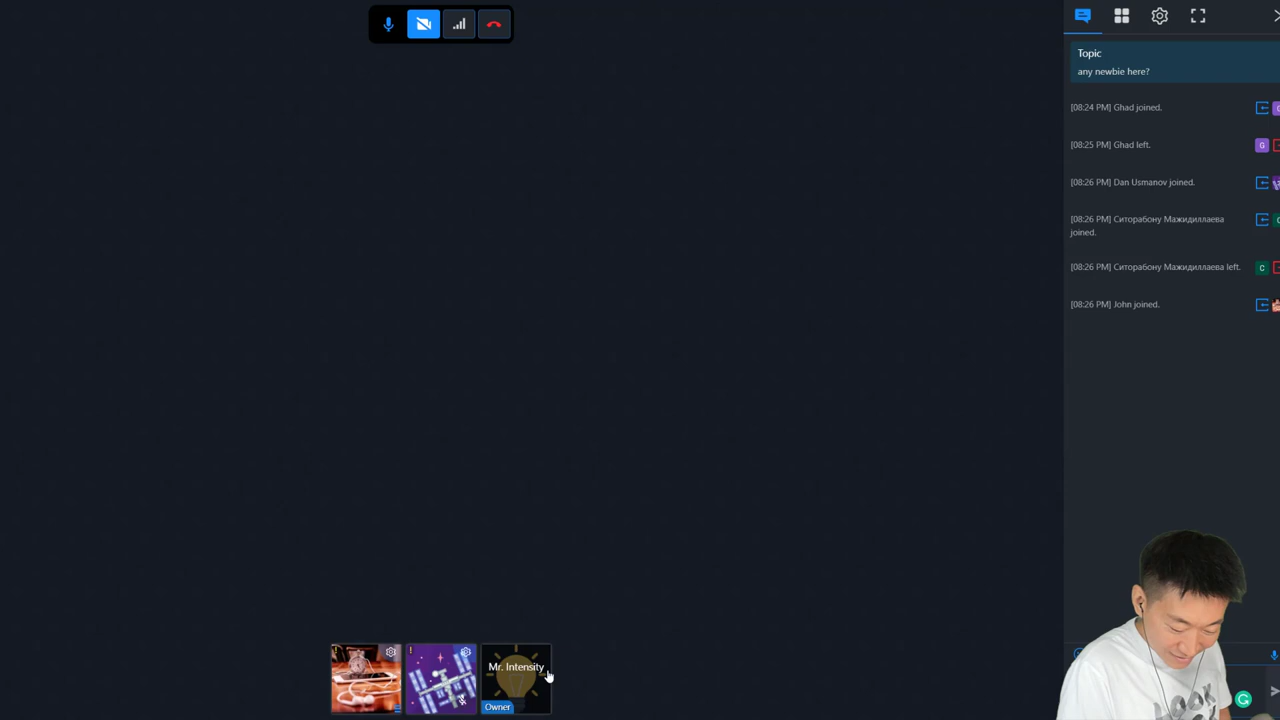 Topic
any newbie here?
[08:24 PM] Ghad joined.
[08:25 PM] Ghad left.
G
[08:26 PM] Dan Usmanov joined.
[08:26 PM] Ситорабону Мажидиллаева
joined.
[08:26 PM] Ситорабону Мажидиллаева left.
С
[08:26 PM] John joined.
Mr. Intensity
Owner